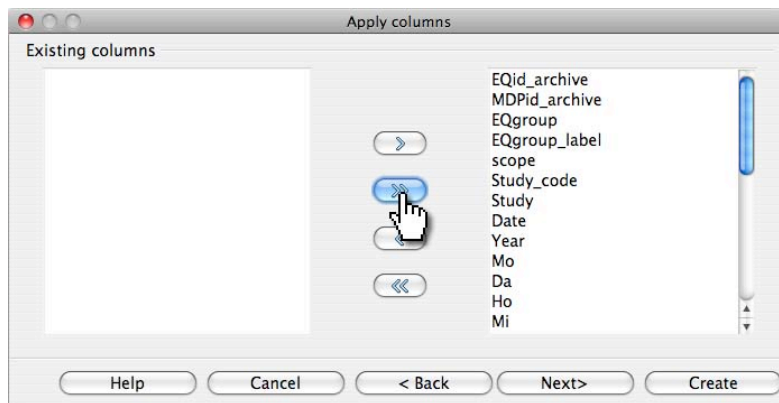 Apply columns
Existing columns
EQid_archive
MDPid_archive
EQgroup
EQgroup_label
scope
Study_code
Study
Date
Year
Mo
Da
Ho
Mi
>
>>
<
<<
Help
Cancel
< Back
Next>
Create